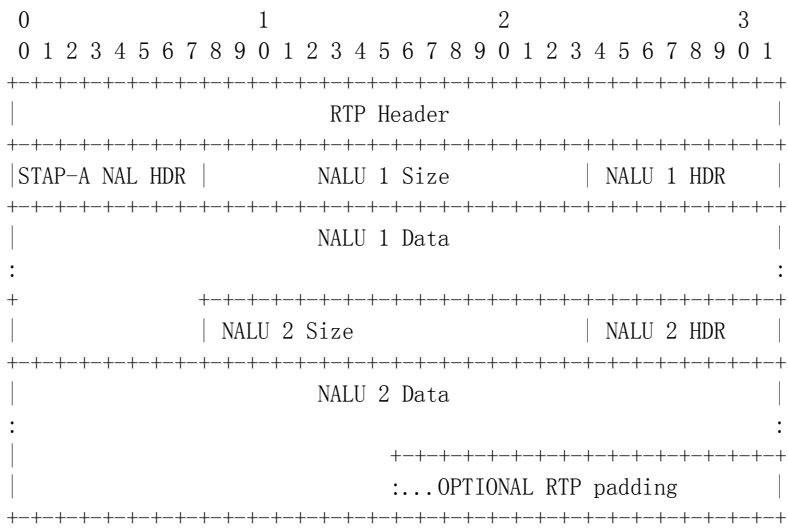 0                   1                   2                   3
0 1 2 3 4 5 6 7 8 9 0 1 2 3 4 5 6 7 8 9 0 1 2 3 4 5 6 7 8 9 0 1
+-+-+-+-+-+-+-+-+-+-+-+-+-+-+-+-+-+-+-+-+-+-+-+-+-+-+-+-+-+-+-+-+
|                          RTP Header                           |
+-+-+-+-+-+-+-+-+-+-+-+-+-+-+-+-+-+-+-+-+-+-+-+-+-+-+-+-+-+-+-+-+
|STAP-A NAL HDR |         NALU 1 Size           | NALU 1 HDR    |
+-+-+-+-+-+-+-+-+-+-+-+-+-+-+-+-+-+-+-+-+-+-+-+-+-+-+-+-+-+-+-+-+
|                         NALU 1 Data                           |
:                                                               :
+               +-+-+-+-+-+-+-+-+-+-+-+-+-+-+-+-+-+-+-+-+-+-+-+-+
|               | NALU 2 Size                   | NALU 2 HDR    |
+-+-+-+-+-+-+-+-+-+-+-+-+-+-+-+-+-+-+-+-+-+-+-+-+-+-+-+-+-+-+-+-+
|                         NALU 2 Data                           |
:                                                               :
|                               +-+-+-+-+-+-+-+-+-+-+-+-+-+-+-+-+
|                               :...OPTIONAL RTP padding        |
+-+-+-+-+-+-+-+-+-+-+-+-+-+-+-+-+-+-+-+-+-+-+-+-+-+-+-+-+-+-+-+-+